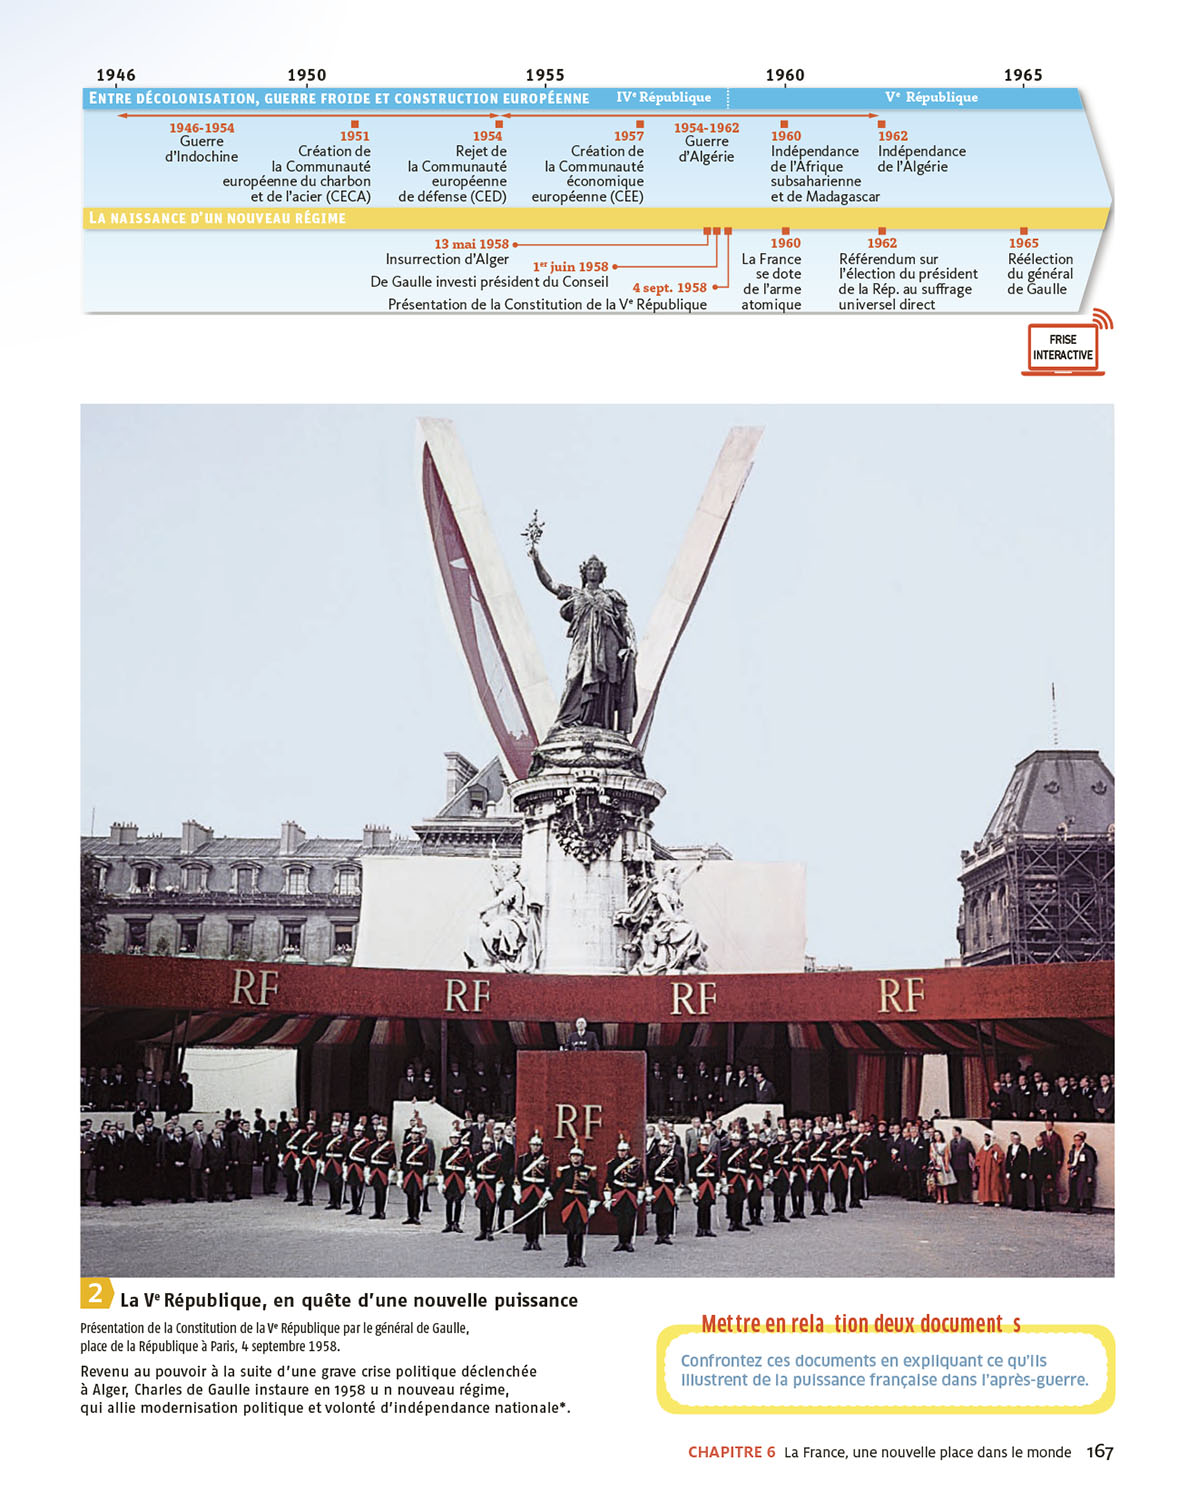 1946 1950 1955 1960 1965
ENTRE DÉCOLONISATION, GUERRE FROIDE ET CONSTRUCTION EUROPÉENNE IVe République Ve République
1946-1954
Guerre
d'Indochine
1951
Création de
la Communauté
européenne du charbon
et de l'acier (CECA)
1954
Rejet de
la Communauté
européenne
de défense (CED)
1957
Création de
la Communauté
économique
européenne (CEE)
1954-1962
Guerre
d'Algérie
1960
Indépendance
de l'Afrique
subsaharienne
et de Madagascar
1962
Indépendance
de l'Algérie
LA NAISSANCE D'UN NOUVEAU RÉGIME
13 mai 1958
Insurrection d'Alger
1er juin 1958
De Gaulle investi président du Conseil
4 sept. 1958
Présentation de la Constitution de la Ve République
1960
La France
se dote
de l'arme
atomique
1962
Référendum sur
l'élection du président
de la Rép. au suffrage
universel direct
1965
Réélection
du général
de Gaulle
FRISE
INTERACTIVE
RF RF RF RF
RF
2 La Ve République, en quête d'une nouvelle puissance
Présentation de la Constitution de la Ve République par le général de Gaulle,
place de la République à Paris, 4 septembre 1958.
Revenu au pouvoir à la suite d'une grave crise politique déclenchée
à Alger, Charles de Gaulle instaure en 1958 u n nouveau régime,
qui allie modernisation politique et volonté d'indépendance nationale*.
Mettre en rela tion deux document s
Confrontez ces documents en expliquant ce qu'ils
illustrent de la puissance française dans l'après-guerre.
CHAPITRE 6 La France, une nouvelle place dans le monde 167